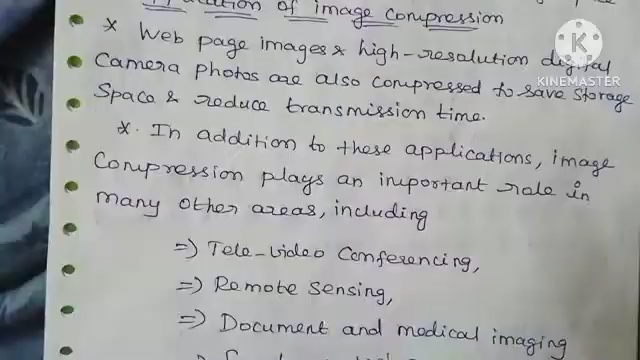 Application of image compression
* Web page images & high-resolution digital
Camera photos are also compressed to save storage
Space & reduce transmission time.
*. In addition to these applications, image
Compression plays an important role in
many other areas, including
=) Tele-video Conferencing,
=) Remote Sensing,
=) Document and medical imaging
KINEMASTER